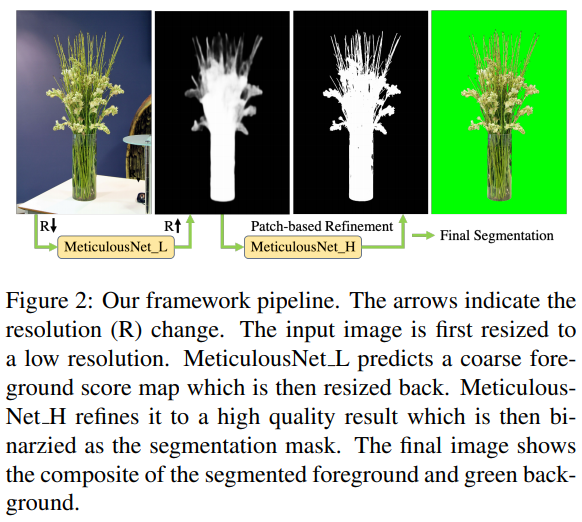 R↓
R↑
Patch-based Refinement
MeticulousNet_L
MeticulousNet_H
Final Segmentation
Figure 2: Our framework pipeline. The arrows indicate the
resolution (R) change. The input image is first resized to
a low resolution. MeticulousNet_L predicts a coarse fore-
ground score map which is then resized back. Meticulous-
Net_H refines it to a high quality result which is then bi-
narzied as the segmentation mask. The final image shows
the composite of the segmented foreground and green back-
ground.